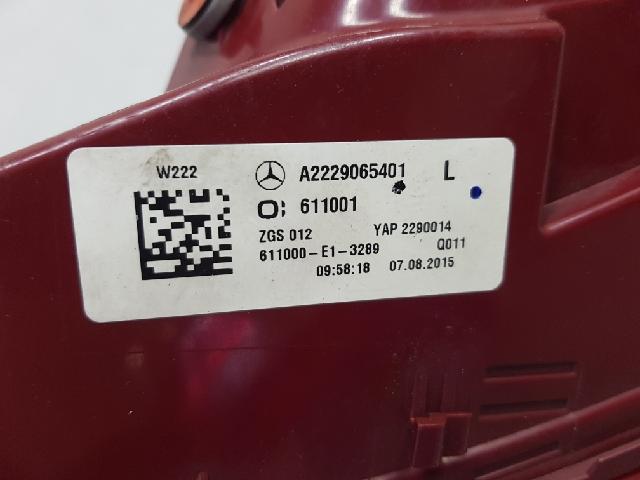 W222
A2229065401 L
611001
ZGS 012 YAP 2290014
611000-E1-3289 Q011
09:58:18 07.08.2015